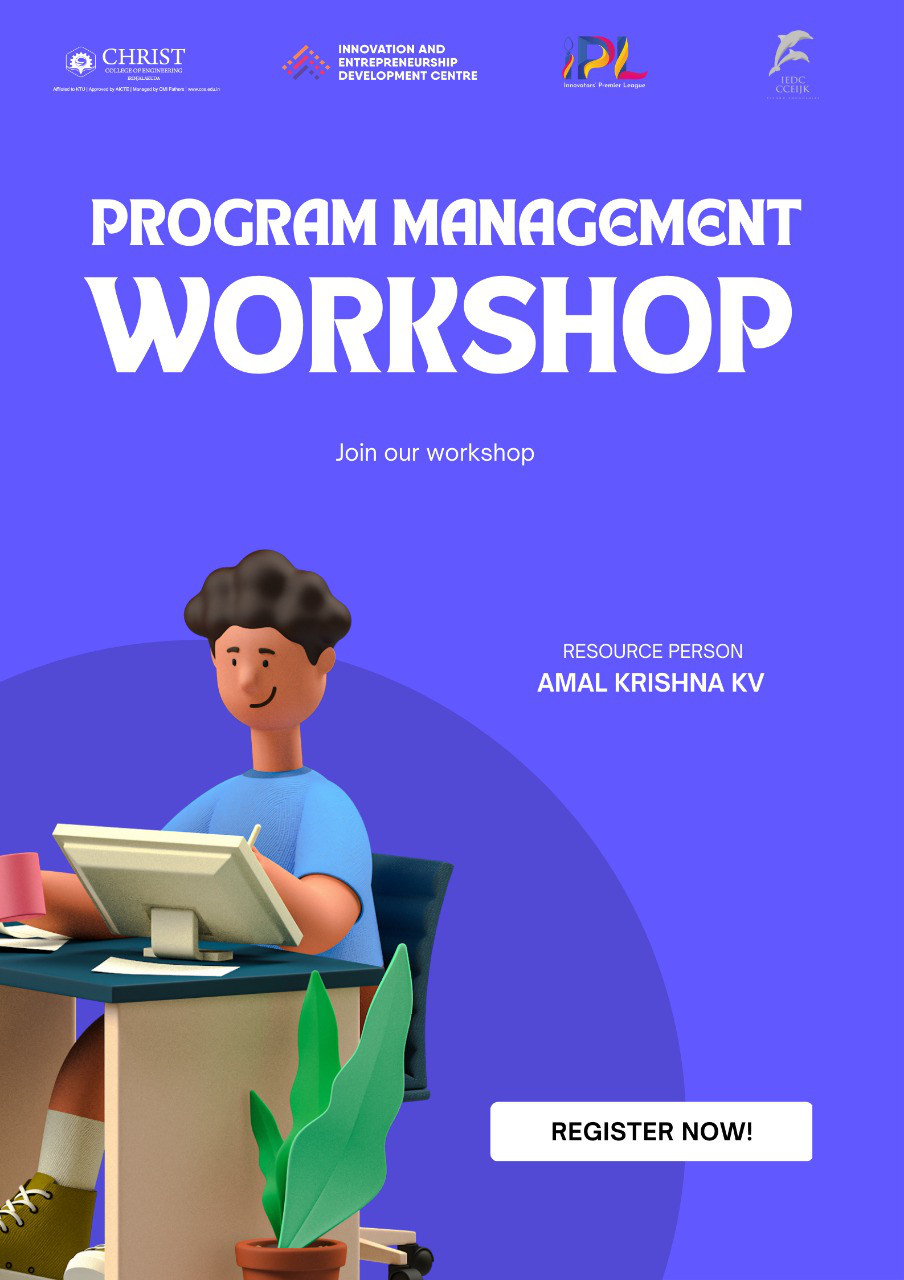 CHRIST
COLLEGE OF ENGINEERING
IRINJALAKUDA
Affiliated to KTU | Approved by AICTE | Managed by CMI Fathers | www.cce.edu.in
INNOVATION AND
ENTREPRENEURSHIP
DEVELOPMENT CENTRE
IPL
Innovators' Premier League
IEDC
CCEIJK
PROGRAM MANAGEMENT
WORKSHOP
Join our workshop
RESOURCE PERSON
AMAL KRISHNA KV
REGISTER NOW!